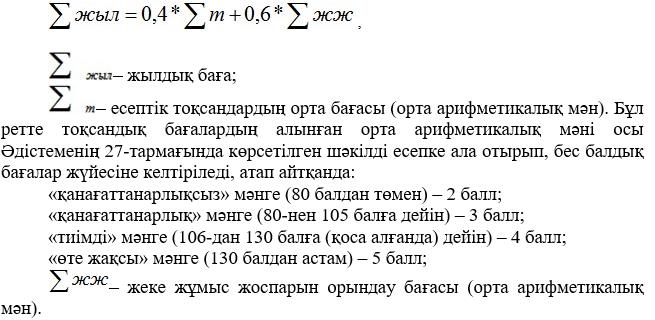 ∑ жыл = 0,4 * ∑ т + 0,6 * ∑ жж ,
∑ жыл – жылдық баға;
∑ т – есептік тоқсандардың орта бағасы (орта арифметикалық мән). Бұл
ретте тоқсандық бағалардың алынған орта арифметикалық мәні осы
Әдістеменің 27-тармағында көрсетілген шәкілді есепке ала отырып, бес балдық
бағалар жүйесіне келтіріледі, атап айтқанда:
«қанағаттанарлықсыз» мәнге (80 балдан төмен) – 2 балл;
«қанағаттанарлық» мәнге (80-нен 105 балға дейін) – 3 балл;
«тиімді» мәнге (106-дан 130 балға (қоса алғанда) дейін) – 4 балл;
«өте жақсы» мәнге (130 балдан астам) – 5 балл;
∑ жж – жеке жұмыс жоспарын орындау бағасы (орта арифметикалық
мән).